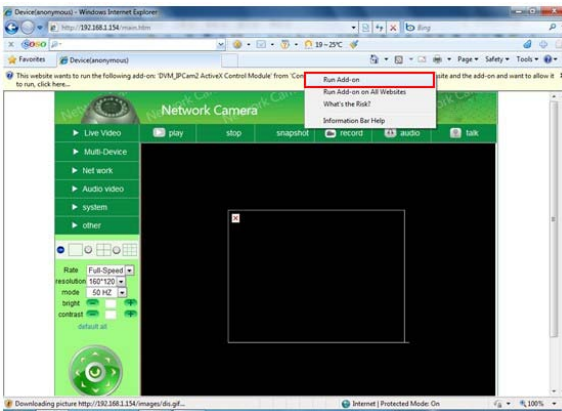 Device(anonymous) - Windows Internet Explorer
http://192.168.1.154/main.htm
Bing
x SOSO
19~25℃
Favorites Device(anonymous) Page Safety Tools
This website wants to run the following add-on: 'DVM_IPCam2 ActiveX Control Module' from 'Con site and the add-on and want to allow it
to run, click here...
Run Add-on
Run Add-on on All Websites
What's the Risk?
Information Bar Help
Network Camera
Live Video play stop snapshot record audio talk
Multi-Device
Net work
Audio video
system
other
Rate Full-Speed
resolution 160*120
mode 50 HZ
bright
contrast
default all
Downloading picture http://192.168.1.154/images/dis.gif... Internet | Protected Mode: On 100%